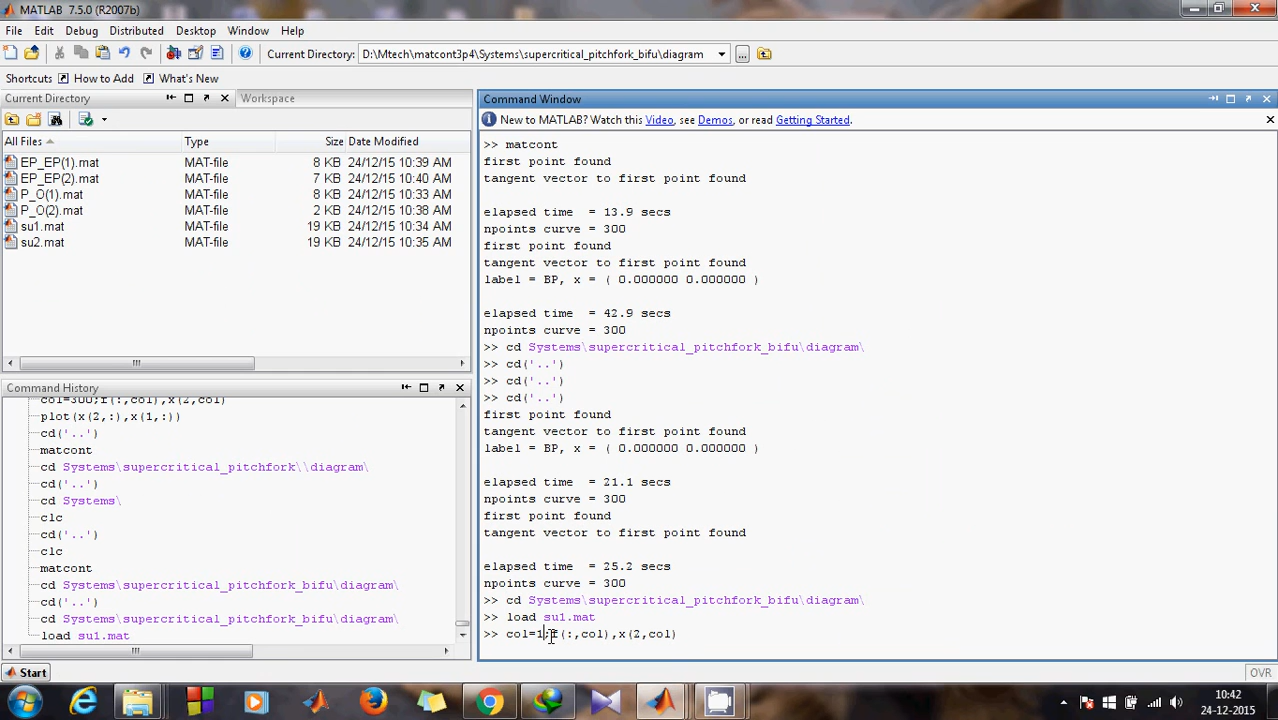 MATLAB 7.5.0 (R2007b)
File Edit Debug Distributed Desktop Window Help
Current Directory: D:\Mtech\matcont3p4\Systems\supercritical_pitchfork_bifu\diagram
Shortcuts How to Add What's New
Current Directory Workspace
All Files Type Size Date Modified
EP_EP(1).mat MAT-file 8 KB 24/12/15 10:39 AM
EP_EP(2).mat MAT-file 7 KB 24/12/15 10:40 AM
P_O(1).mat MAT-file 8 KB 24/12/15 10:33 AM
P_O(2).mat MAT-file 2 KB 24/12/15 10:38 AM
su1.mat MAT-file 19 KB 24/12/15 10:34 AM
su2.mat MAT-file 19 KB 24/12/15 10:35 AM
Command History
col=300;f(:,col),x(2,col)
plot(x(2,:),x(1,:))
cd('..')
matcont
cd Systems\supercritical_pitchfork\\diagram\
cd('..')
cd Systems\
clc
cd('..')
clc
matcont
cd Systems\supercritical_pitchfork_bifu\diagram\
cd('..')
cd Systems\supercritical_pitchfork_bifu\diagram\
load su1.mat
Command Window
New to MATLAB? Watch this Video, see Demos, or read Getting Started.
>> matcont
first point found
tangent vector to first point found
elapsed time = 13.9 secs
npoints curve = 300
first point found
tangent vector to first point found
label = BP, x = ( 0.000000 0.000000 )
elapsed time = 42.9 secs
npoints curve = 300
>> cd Systems\supercritical_pitchfork_bifu\diagram\
>> cd('..')
>> cd('..')
>> cd('..')
first point found
tangent vector to first point found
label = BP, x = ( 0.000000 0.000000 )
elapsed time = 21.1 secs
npoints curve = 300
first point found
tangent vector to first point found
elapsed time = 25.2 secs
npoints curve = 300
>> cd Systems\supercritical_pitchfork_bifu\diagram\
>> load su1.mat
>> col=1;f(:,col),x(2,col)
Start
OVR
10:42
24-12-2015